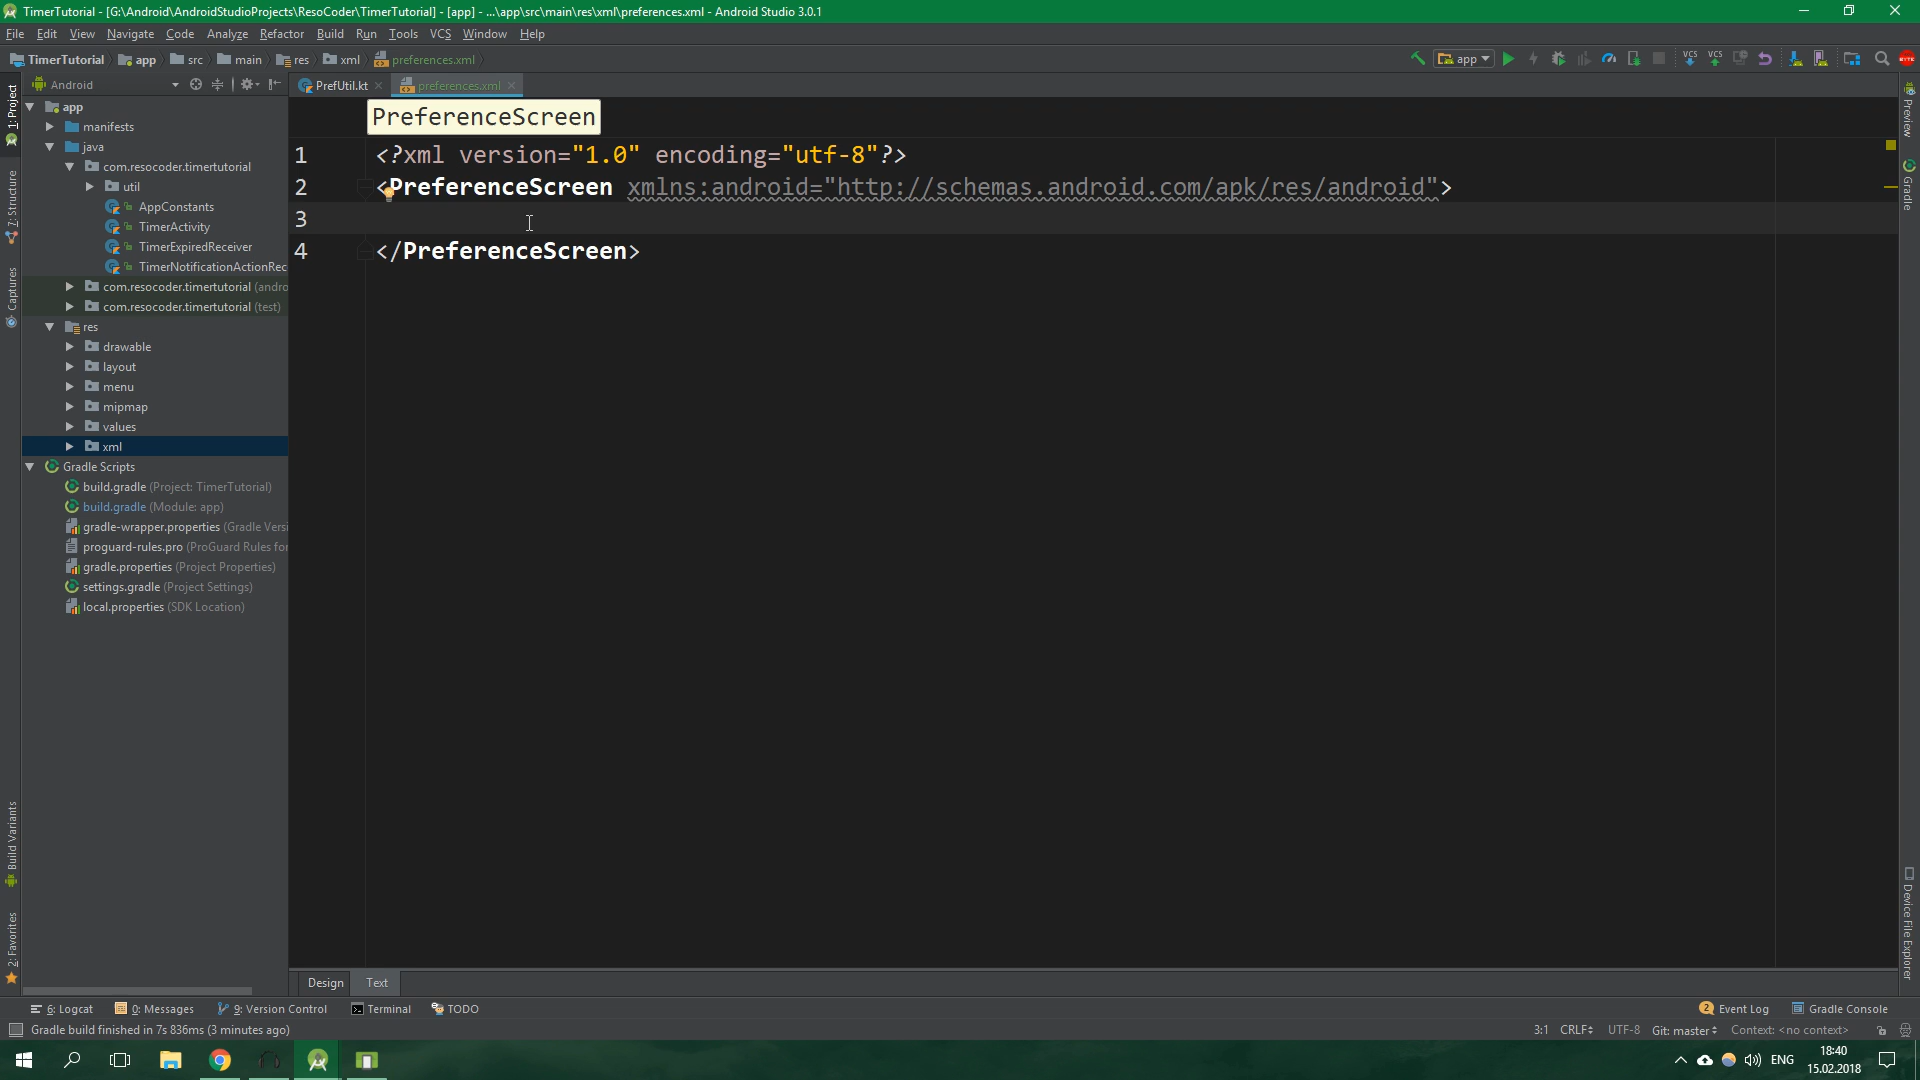 TimerTutorial - [G:\Android\AndroidStudioProjects\ResoCoder\TimerTutorial] - [app] - ...\app\src\main\res\xml\preferences.xml - Android Studio 3.0.1
File Edit View Navigate Code Analyze Refactor Build Run Tools VCS Window Help
TimerTutorial app src main res xml preferences.xml
app
VCS VCS
Android
PrefUtil.kt preferences.xml
1: Project
7: Structure
Captures
Build Variants
2: Favorites
app
manifests
java
com.resocoder.timertutorial
util
AppConstants
TimerActivity
TimerExpiredReceiver
TimerNotificationActionRec
com.resocoder.timertutorial (andro
com.resocoder.timertutorial (test)
res
drawable
layout
menu
mipmap
values
xml
Gradle Scripts
build.gradle (Project: TimerTutorial)
build.gradle (Module: app)
gradle-wrapper.properties (Gradle Versi
proguard-rules.pro (ProGuard Rules for
gradle.properties (Project Properties)
settings.gradle (Project Settings)
local.properties (SDK Location)
PreferenceScreen
1 <?xml version="1.0" encoding="utf-8"?>
2 <PreferenceScreen xmlns:android="http://schemas.android.com/apk/res/android">
3
4 </PreferenceScreen>
Preview
Gradle
Device File Explorer
Design Text
6: Logcat 0: Messages 9: Version Control Terminal TODO
2 Event Log Gradle Console
Gradle build finished in 7s 836ms (3 minutes ago)
3:1 CRLF UTF-8 Git: master Context: <no context>
ENG
18:40
15.02.2018